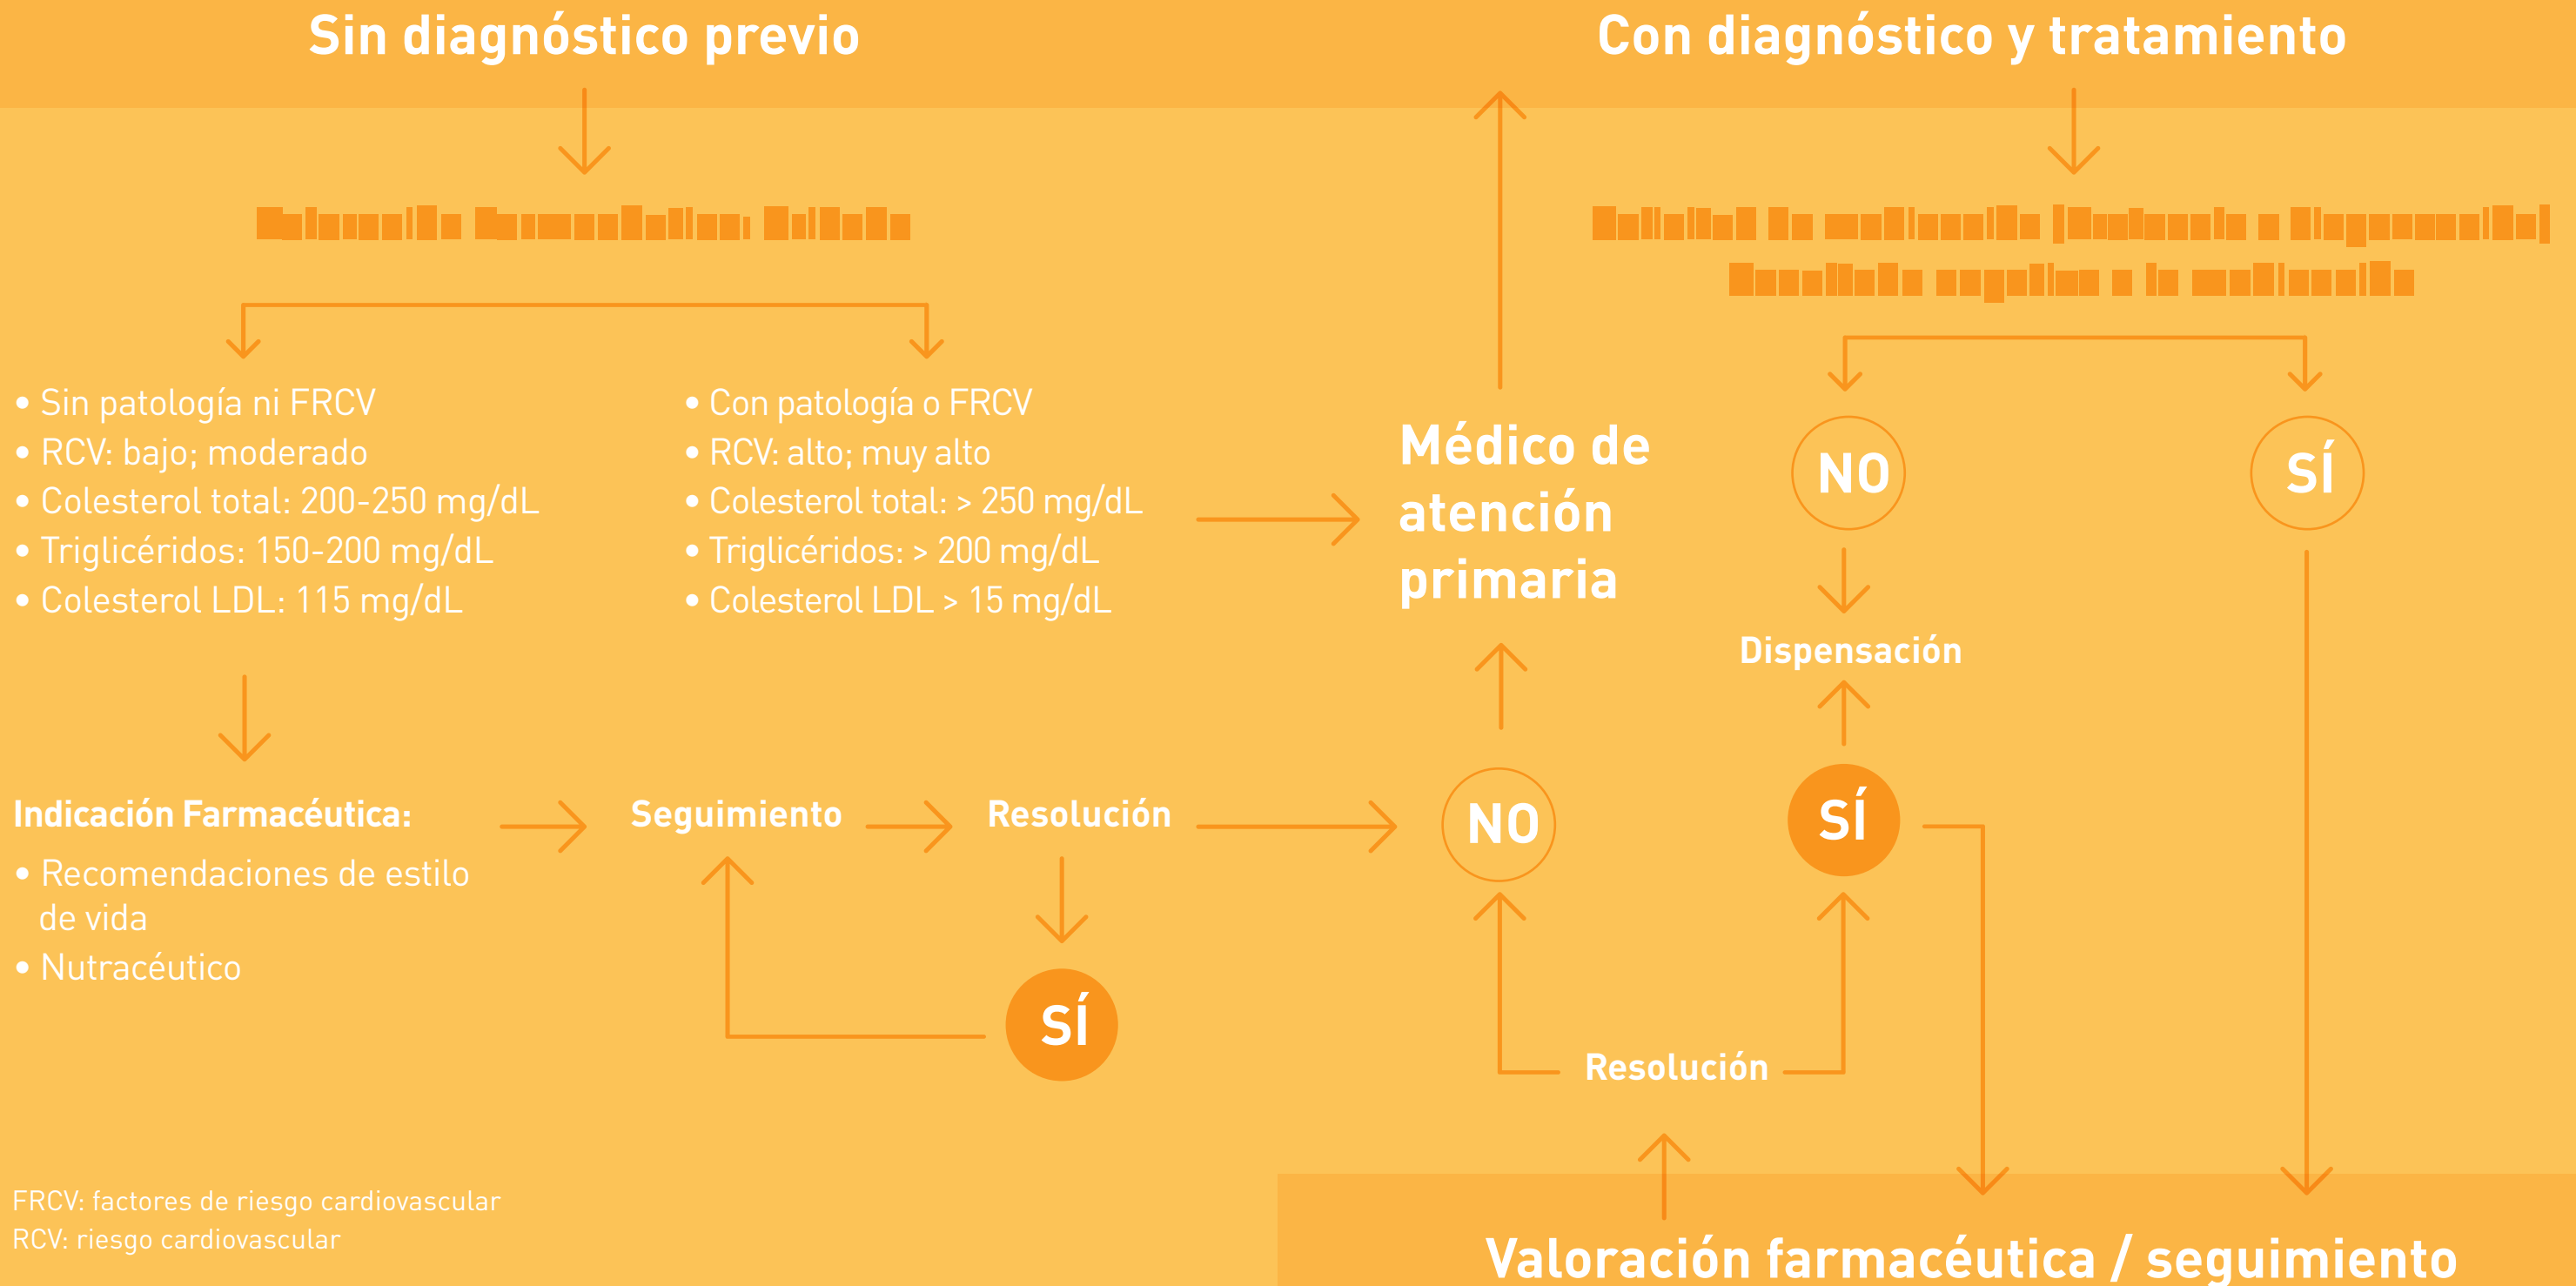 Sin diagnóstico previo
Con diagnóstico y tratamiento
• Sin patología ni FRCV
• RCV: bajo; moderado
• Colesterol total: 200-250 mg/dL
• Triglicéridos: 150-200 mg/dL
• Colesterol LDL: 115 mg/dL
• Con patología o FRCV
• RCV: alto; muy alto
• Colesterol total: > 250 mg/dL
• Triglicéridos: > 200 mg/dL
• Colesterol LDL > 15 mg/dL
Médico de
atención
primaria
NO
SÍ
Dispensación
Indicación Farmacéutica:
• Recomendaciones de estilo
de vida
• Nutracéutico
Seguimiento
Resolución
NO
SÍ
SÍ
Resolución
FRCV: factores de riesgo cardiovascular
RCV: riesgo cardiovascular
Valoración farmacéutica / seguimiento